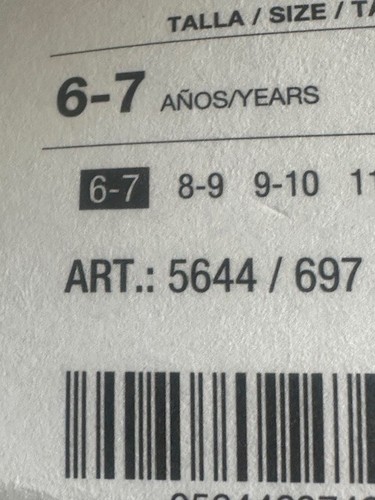 TALLA / SIZE /
6-7 AÑOS/YEARS
6-7 8-9 9-10
ART.: 5644 / 697